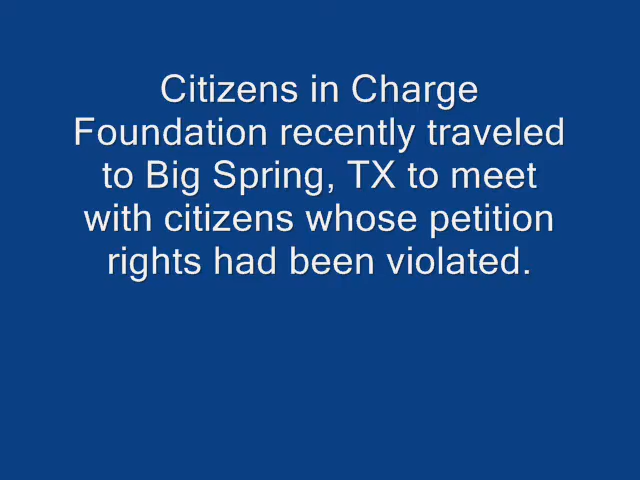 Citizens in Charge
Foundation recently traveled
to Big Spring, TX to meet
with citizens whose petition
rights had been violated.